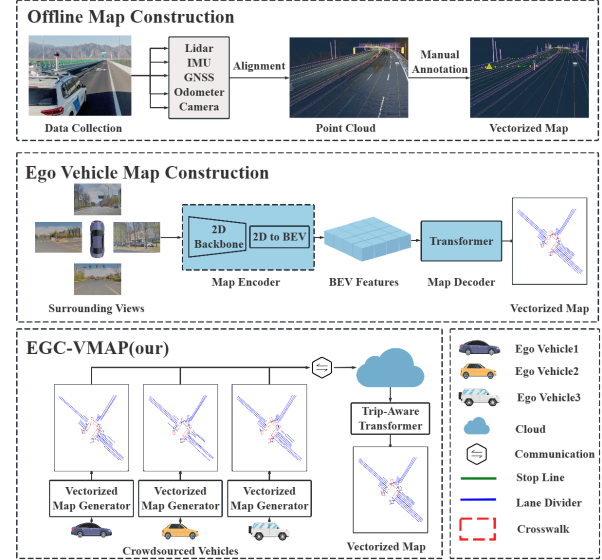 Offline Map Construction
Lidar
IMU
GNSS
Odometer
Camera
Alignment
Manual
Annotation
Data Collection
Point Cloud
Vectorized Map
Ego Vehicle Map Construction
2D
Backbone
2D to BEV
Transformer
Map Encoder
BEV Features
Map Decoder
Surrounding Views
Vectorized Map
EGC-VMAP(our)
Trip-Aware
Transformer
Vectorized
Map Generator
Vectorized
Map Generator
Vectorized
Map Generator
Crowdsourced Vehicles
Vectorized Map
Ego Vehicle1
Ego Vehicle2
Ego Vehicle3
Cloud
Communication
Stop Line
Lane Divider
Crosswalk